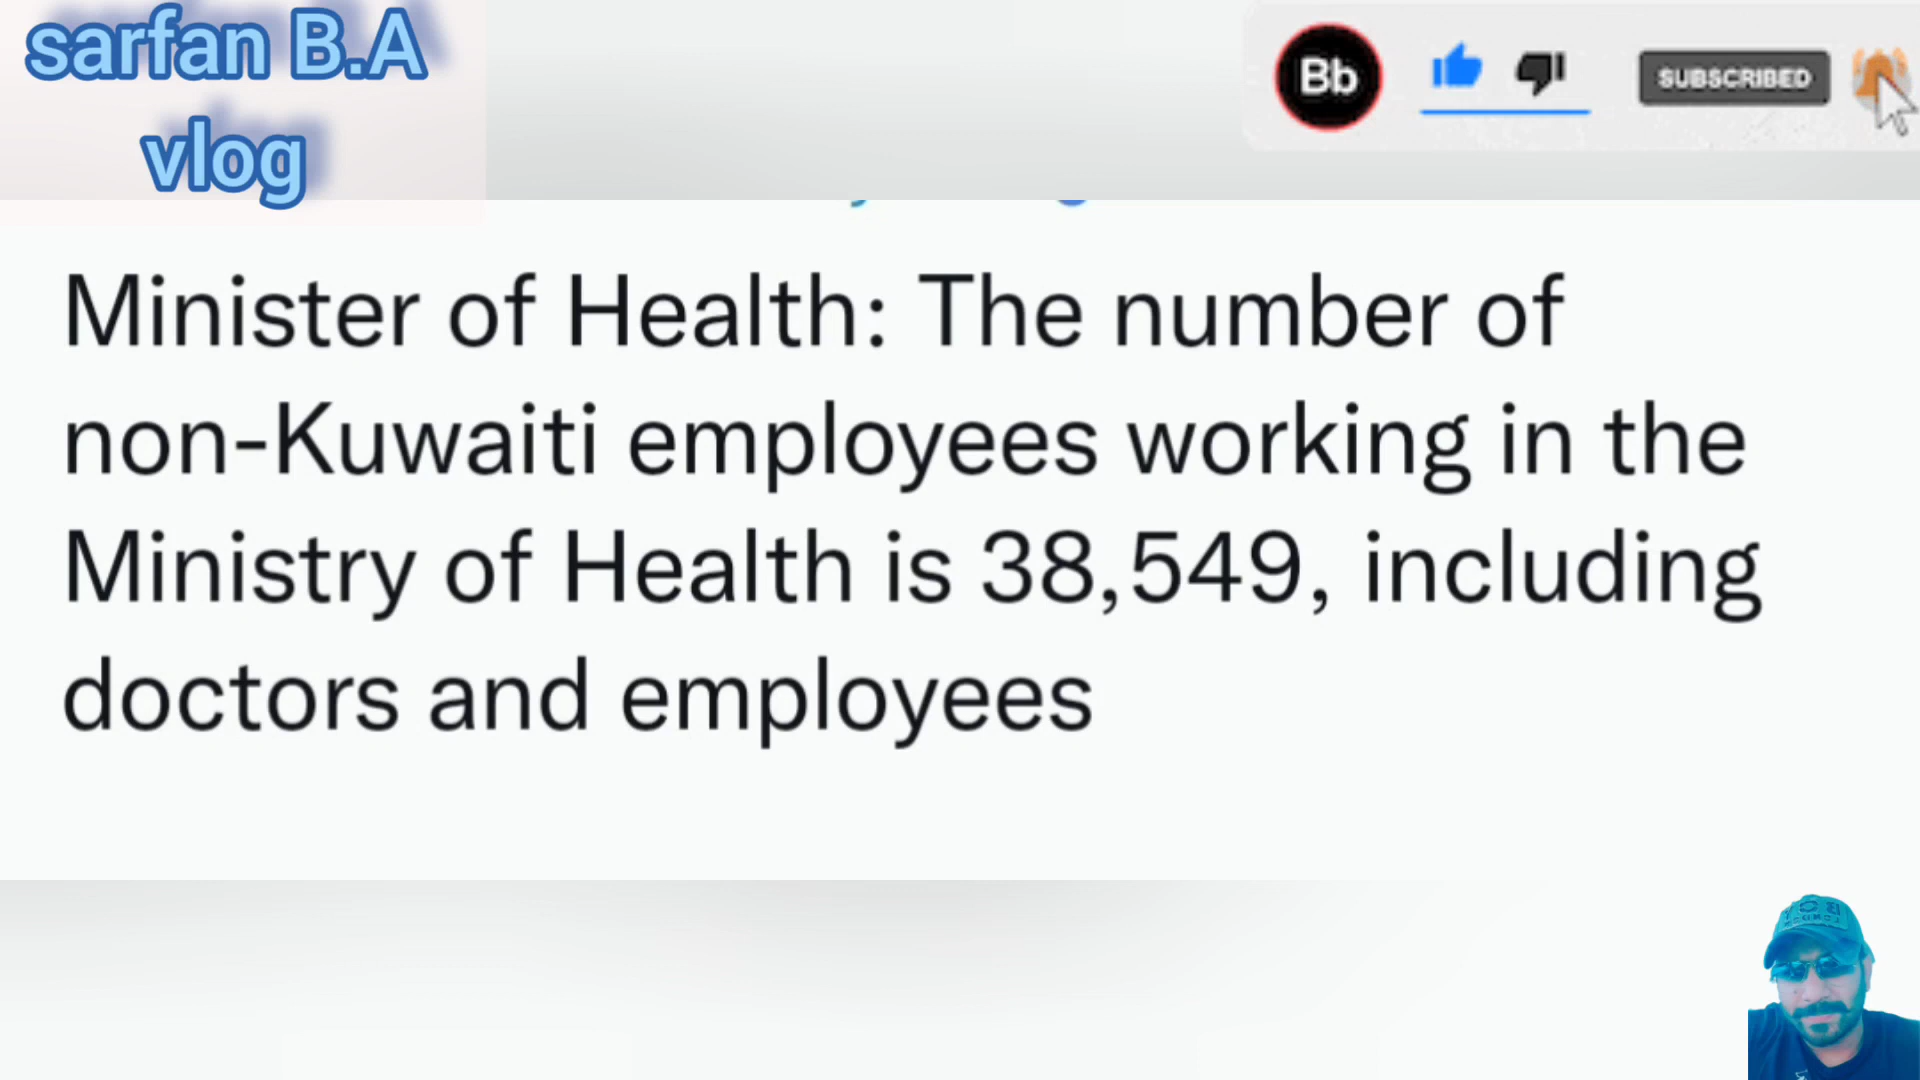 sarfan B.A
vlog
Bb
SUBSCRIBED
Minister of Health: The number of
non-Kuwaiti employees working in the
Ministry of Health is 38,549, including
doctors and employees